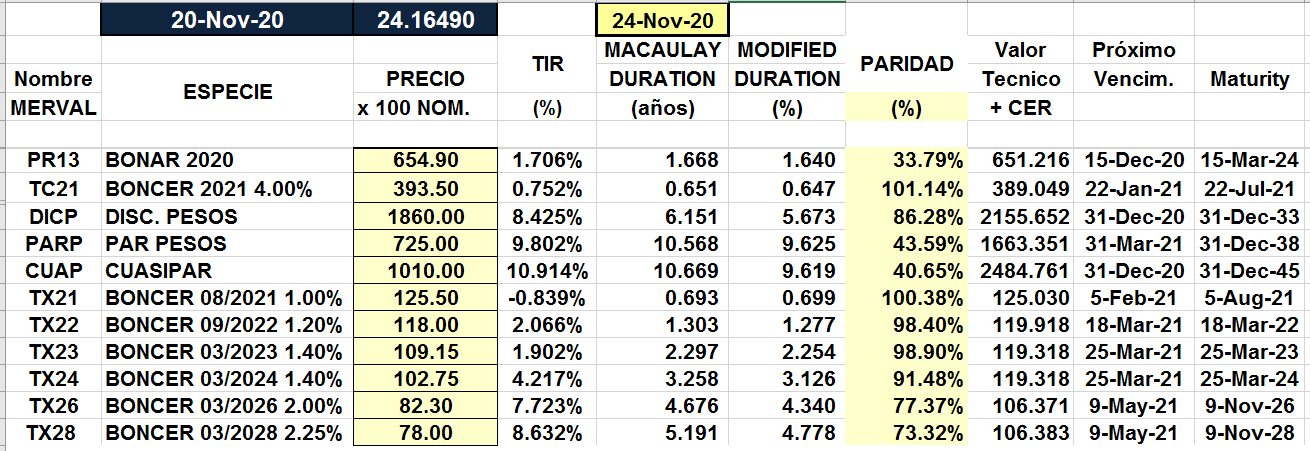 20-Nov-20 24.16490 24-Nov-20
TIR MACAULAY MODIFIED PARIDAD Valor Próximo
Nombre ESPECIE PRECIO DURATION DURATION Tecnico Vencim. Maturity
MERVAL x 100 NOM. (%) (años) (%) (%) + CER
PR13 BONAR 2020 654.90 1.706% 1.668 1.640 33.79% 651.216 15-Dec-20 15-Mar-24
TC21 BONCER 2021 4.00% 393.50 0.752% 0.651 0.647 101.14% 389.049 22-Jan-21 22-Jul-21
DICP DISC. PESOS 1860.00 8.425% 6.151 5.673 86.28% 2155.652 31-Dec-20 31-Dec-33
PARP PAR PESOS 725.00 9.802% 10.568 9.625 43.59% 1663.351 31-Mar-21 31-Dec-38
CUAP CUASIPAR 1010.00 10.914% 10.669 9.619 40.65% 2484.761 31-Dec-20 31-Dec-45
TX21 BONCER 08/2021 1.00% 125.50 -0.839% 0.693 0.699 100.38% 125.030 5-Feb-21 5-Aug-21
TX22 BONCER 09/2022 1.20% 118.00 2.066% 1.303 1.277 98.40% 119.918 18-Mar-21 18-Mar-22
TX23 BONCER 03/2023 1.40% 109.15 1.902% 2.297 2.254 98.90% 119.318 25-Mar-21 25-Mar-23
TX24 BONCER 03/2024 1.40% 102.75 4.217% 3.258 3.126 91.48% 119.318 25-Mar-21 25-Mar-24
TX26 BONCER 03/2026 2.00% 82.30 7.723% 4.676 4.340 77.37% 106.371 9-May-21 9-Nov-26
TX28 BONCER 03/2028 2.25% 78.00 8.632% 5.191 4.778 73.32% 106.383 9-May-21 9-Nov-28